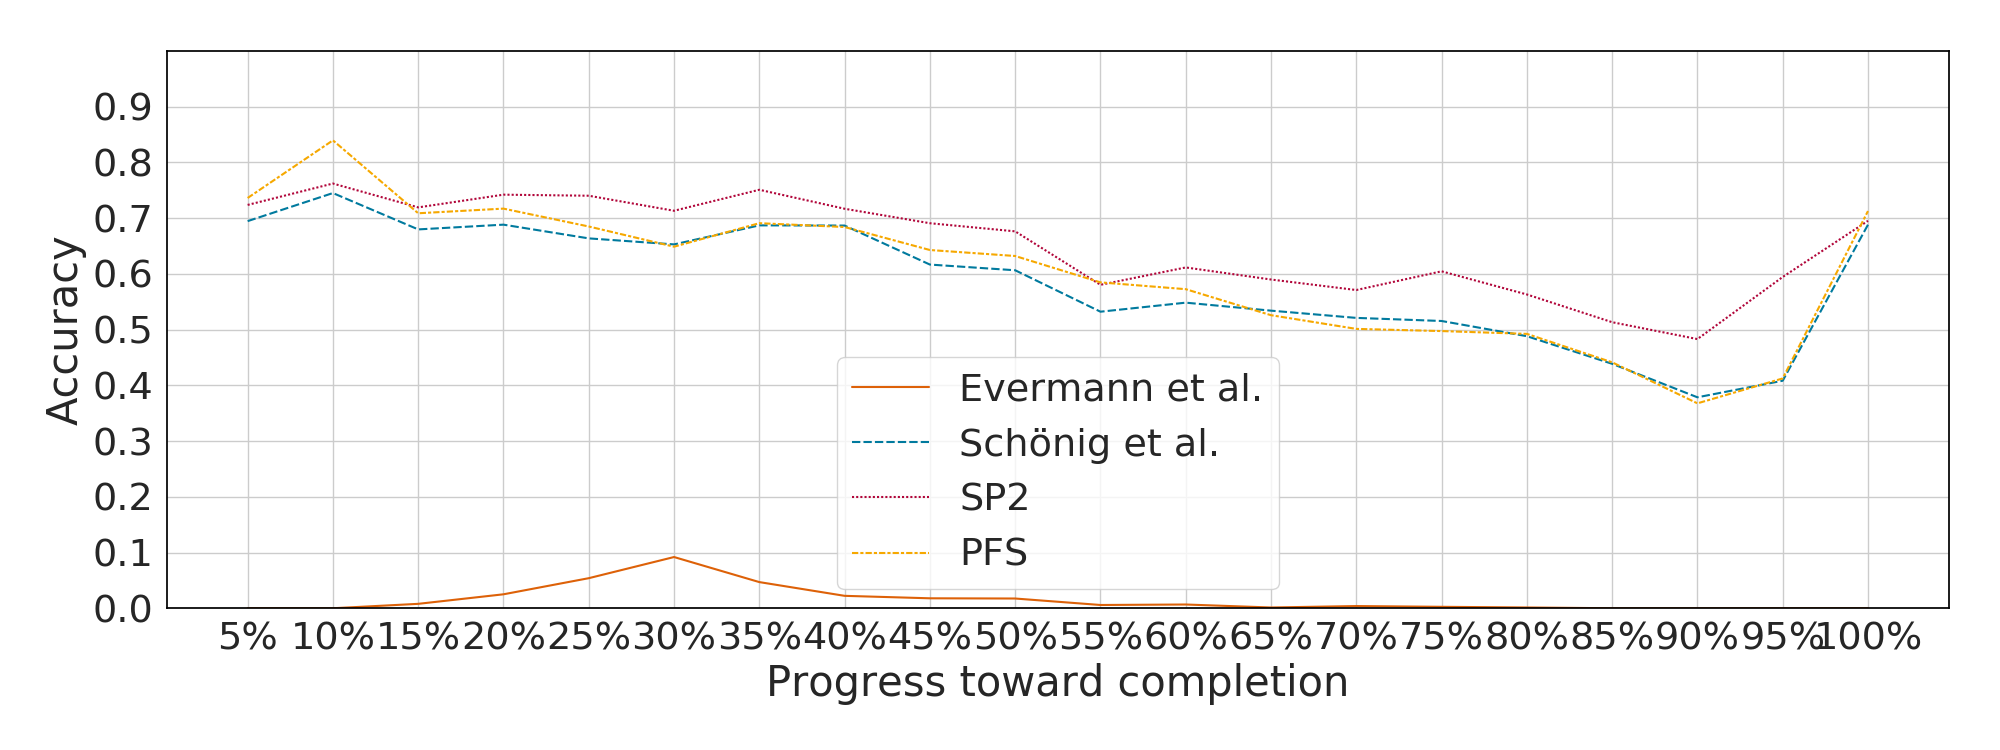 Accuracy
0.9
0.8
0.7
0.6
0.5
0.4
0.3
0.2
0.1
0.0
Evermann et al.
Schönig et al.
SP2
PFS
5% 10% 15% 20% 25% 30% 35% 40% 45% 50% 55% 60% 65% 70% 75% 80% 85% 90% 95% 100%
Progress toward completion